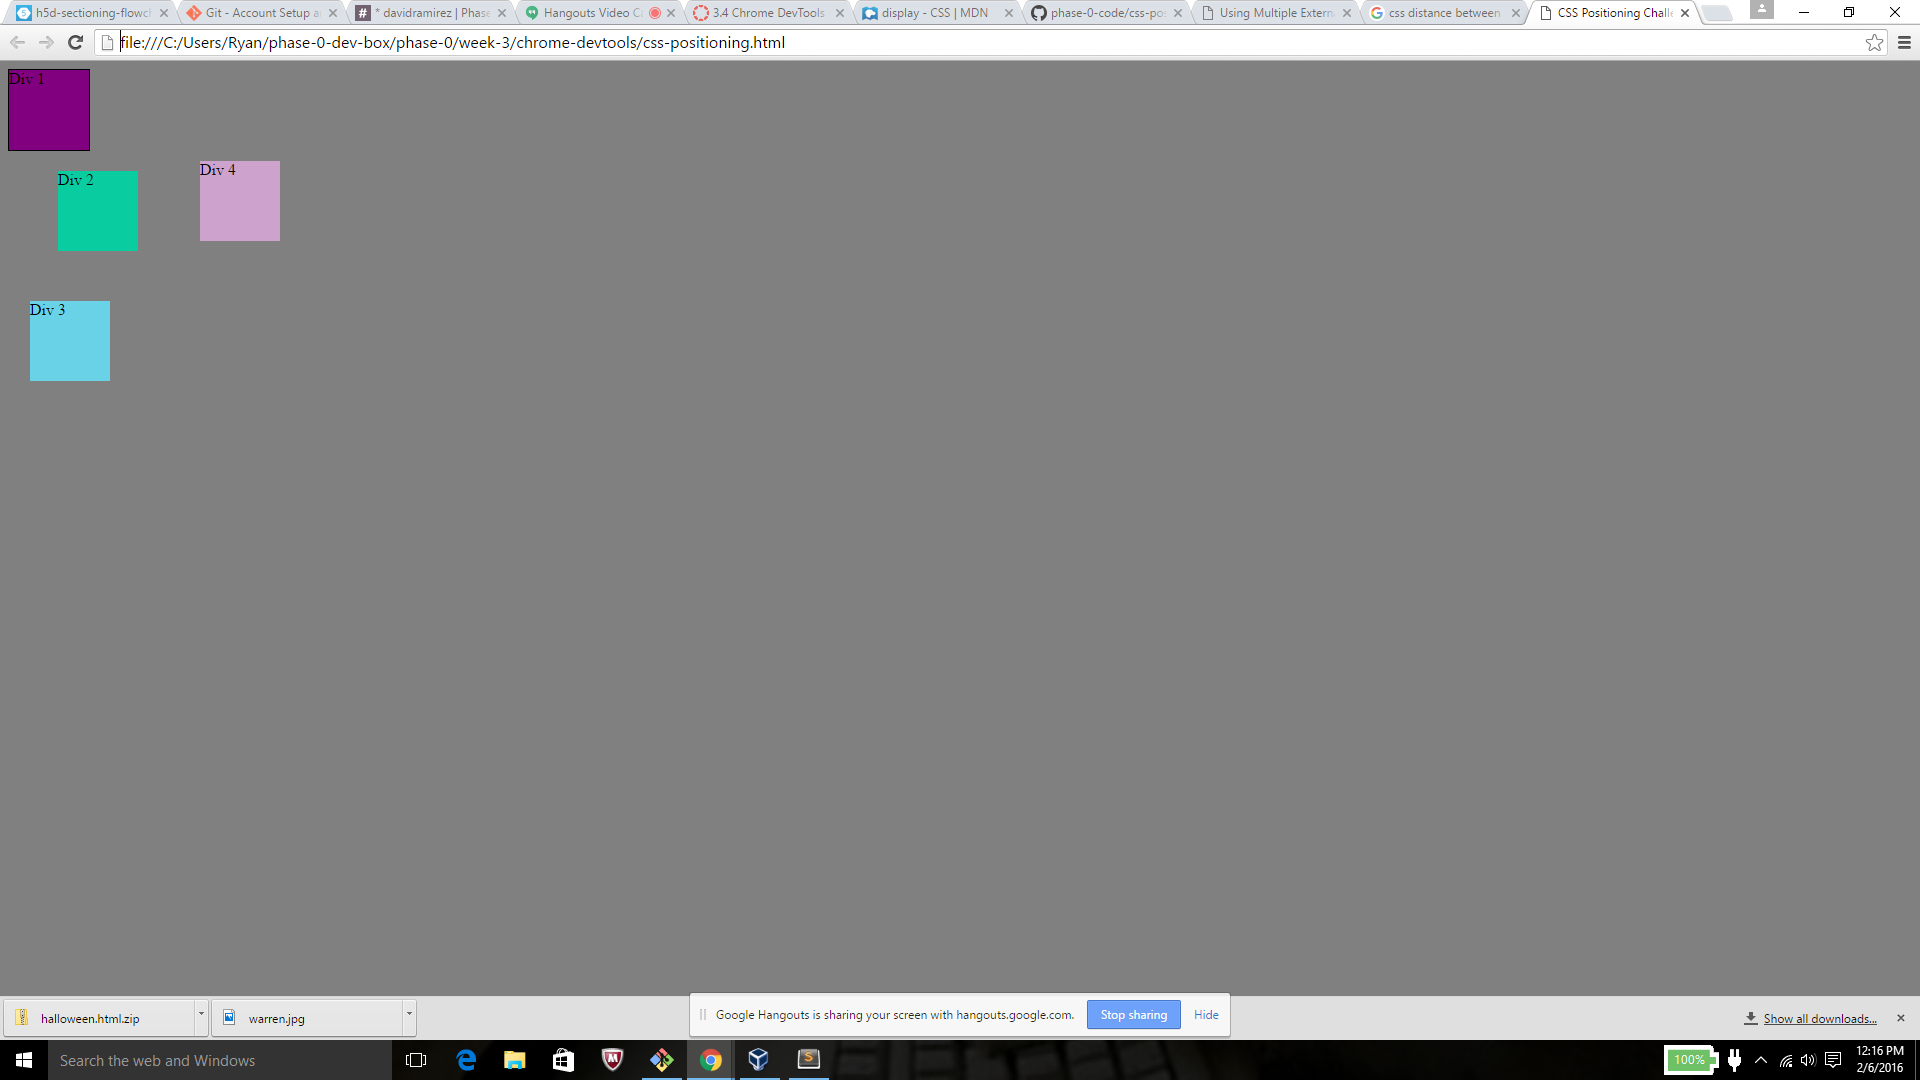 h5d-sectioning-flowch
Git - Account Setup a
* davidramirez | Phase
Hangouts Video C
3.4 Chrome DevTools
display - CSS | MDN
phase-0-code/css-po
Using Multiple Extern
css distance between
CSS Positioning Chall
file:///C:/Users/Ryan/phase-0-dev-box/phase-0/week-3/chrome-devtools/css-positioning.html
Div 1
Div 2
Div 4
Div 3
halloween.html.zip
warren.jpg
Google Hangouts is sharing your screen with hangouts.google.com.
Stop sharing
Hide
Show all downloads...
Search the web and Windows
100%
12:16 PM
2/6/2016